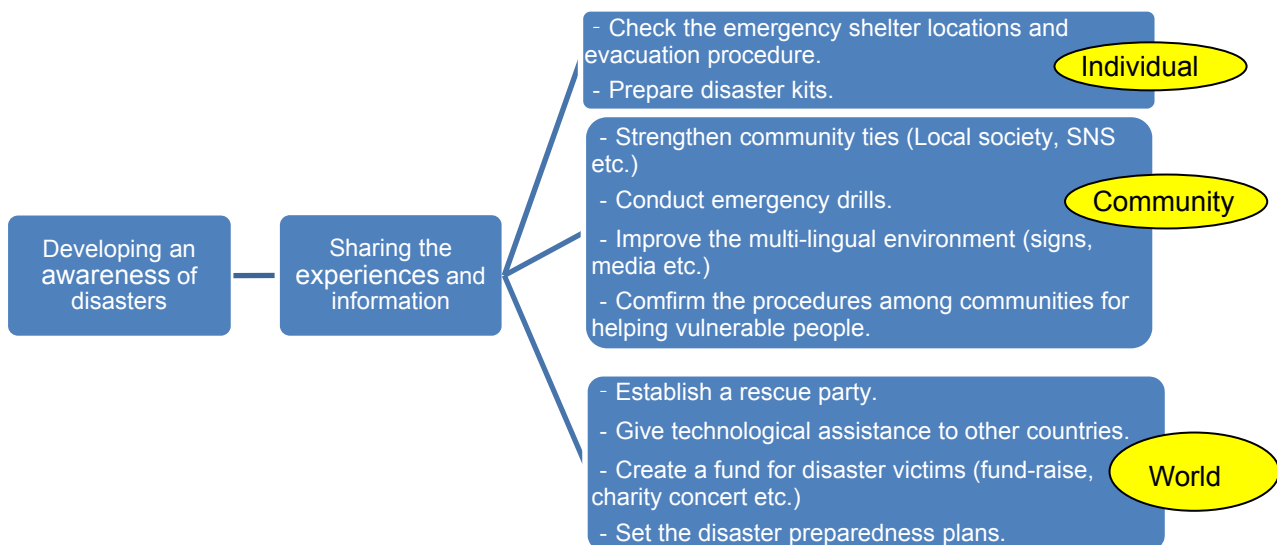 Developing an
awareness of
disasters
Sharing the
experiences and
information
- Check the emergency shelter locations and
evacuation procedure.
- Prepare disaster kits.
Individual
- Strengthen community ties (Local society, SNS
etc.)
- Conduct emergency drills.
- Improve the multi-lingual environment (signs,
media etc.)
- Comfirm the procedures among communities for
helping vulnerable people.
Community
- Establish a rescue party.
- Give technological assistance to other countries.
- Create a fund for disaster victims (fund-raise,
charity concert etc.)
- Set the disaster preparedness plans.
World